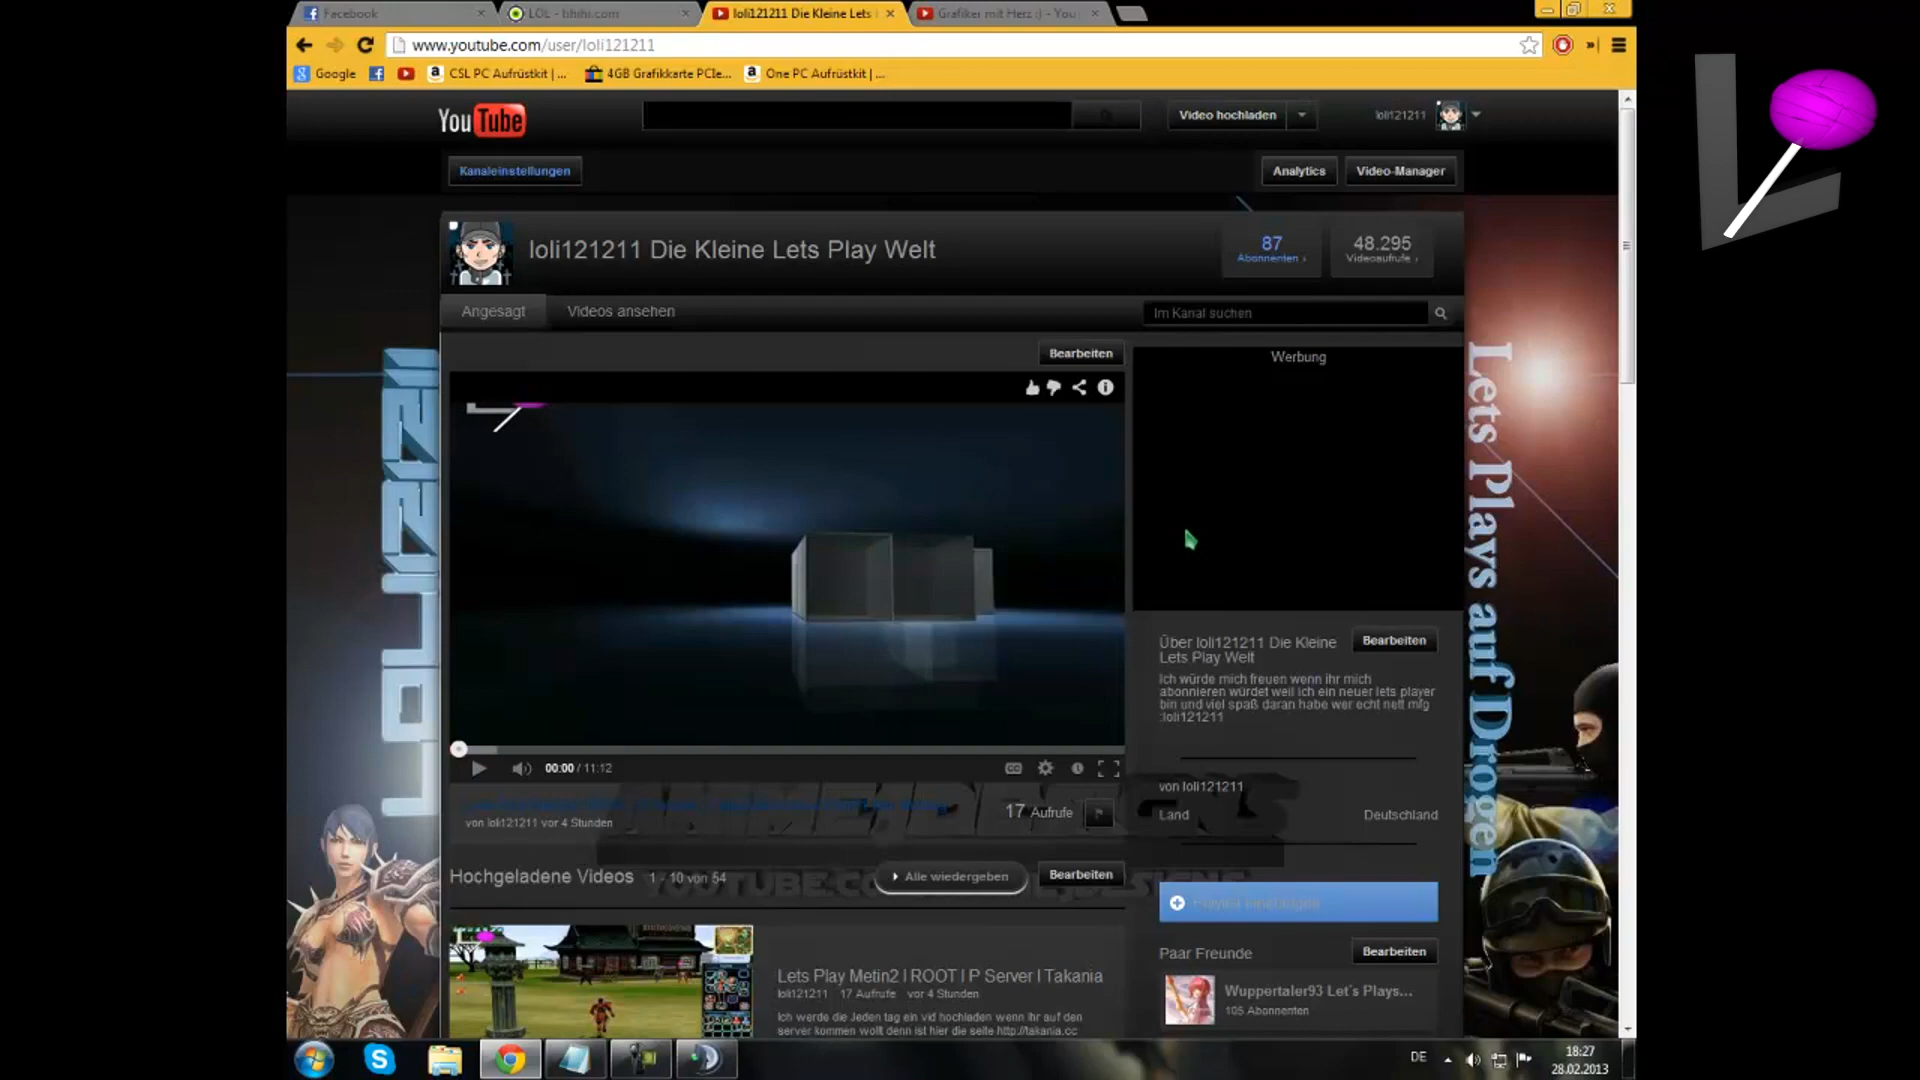 Facebook
LOL - hhihi.com
loli121211 Die Kleine Lets
Grafiker mit Herz :) - You
www.youtube.com/user/loli121211
Google
CSL PC Aufrüstkit | ...
4GB Grafikkarte PCIe...
One PC Aufrüstkit | ...
YouTube
Video hochladen
loli121211
Kanaleinstellungen
Analytics
Video-Manager
loli121211 Die Kleine Lets Play Welt
87
Abonnenten ›
48.295
Videoaufrufe ›
Angesagt
Videos ansehen
Im Kanal suchen
Bearbeiten
Werbung
00:00 / 11:12
17 Aufrufe
von loli121211 vor 4 Stunden
Hochgeladene Videos
1 - 10 von 54
Alle wiedergeben
Bearbeiten
Lets Play Metin2 I ROOT I P Server I Takania
loli121211 17 Aufrufe vor 4 Stunden
Ich werde die Jeden tag ein vid hochladen wenn ihr auf den
server kommen wollt denn ist hier die seite http://takania.cc
Über loli121211 Die Kleine
Lets Play Welt
Bearbeiten
Ich würde mich freuen wenn ihr mich
abonnieren würdet weil ich ein neuer lets player
bin und viel spaß daran habe wer echt nett mfg
:loli121211
von loli121211
Land
Deutschland
Paar Freunde
Bearbeiten
Wuppertaler93 Let´s Plays...
105 Abonnenten
Lets Plays auf Drogen
DE
18:27
28.02.2013